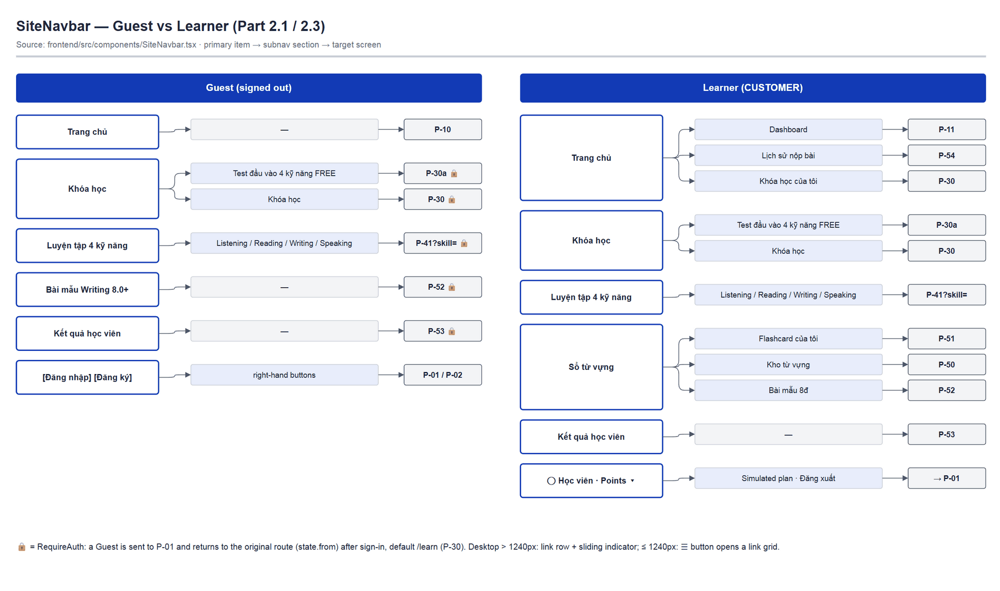 SiteNavbar — Guest vs Learner (Part 2.1 / 2.3)
Source: frontend/src/components/SiteNavbar.tsx · primary item → subnav section → target screen
Guest (signed out)
Trang chủ
—
P-10
Khóa học
Test đầu vào 4 kỹ năng FREE
P-30a 🔒
Khóa học
P-30 🔒
Luyện tập 4 kỹ năng
Listening / Reading / Writing / Speaking
P-41?skill= 🔒
Bài mẫu Writing 8.0+
—
P-52 🔒
Kết quả học viên
—
P-53 🔒
[Đăng nhập] [Đăng ký]
right-hand buttons
P-01 / P-02
Learner (CUSTOMER)
Trang chủ
Dashboard
P-11
Lịch sử nộp bài
P-54
Khóa học của tôi
P-30
Khóa học
Test đầu vào 4 kỹ năng FREE
P-30a
Khóa học
P-30
Luyện tập 4 kỹ năng
Listening / Reading / Writing / Speaking
P-41?skill=
Sổ từ vựng
Flashcard của tôi
P-51
Kho từ vựng
P-50
Bài mẫu 8đ
P-52
Kết quả học viên
—
P-53
◯ Học viên · Points ▾
Simulated plan · Đăng xuất
→ P-01
🔒 = RequireAuth: a Guest is sent to P-01 and returns to the original route (state.from) after sign-in, default /learn (P-30). Desktop > 1240px: link row + sliding indicator; ≤ 1240px: ☰ button opens a link grid.